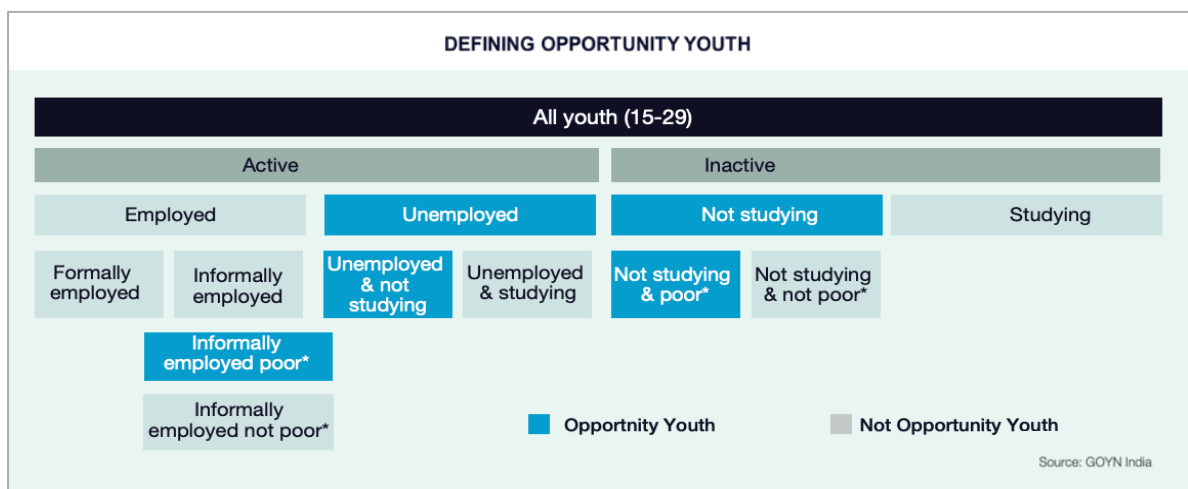 DEFINING OPPORTUNITY YOUTH
All youth (15-29)
Active
Inactive
Employed
Unemployed
Not studying
Studying
Formally
employed
Informally
employed
Unemployed
& not
studying
Unemployed
& studying
Not studying
& poor*
Not studying
& not poor*
Informally
employed poor*
Informally
employed not poor*
Opportnity Youth
Not Opportunity Youth
Source: GOYN India